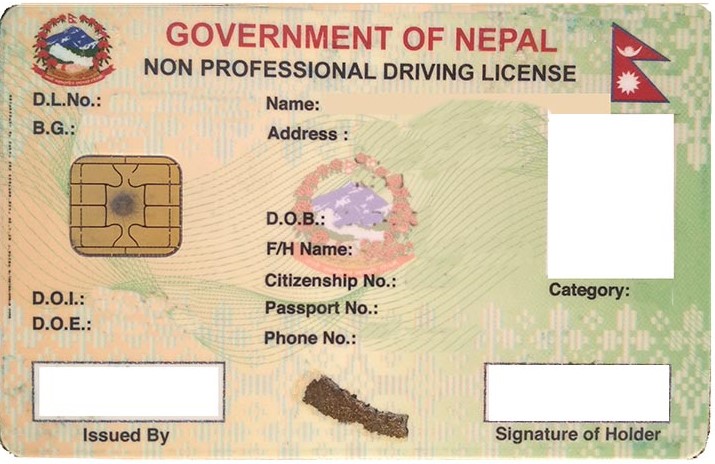 GOVERNMENT OF NEPAL
NON PROFESSIONAL DRIVING LICENSE
D.L.No.:
Name:
B.G.:
Address :
D.O.B.:
F/H Name:
Citizenship No.:
D.O.I.:
Passport No.:
D.O.E.:
Phone No.:
Category:
Issued By
Signature of Holder